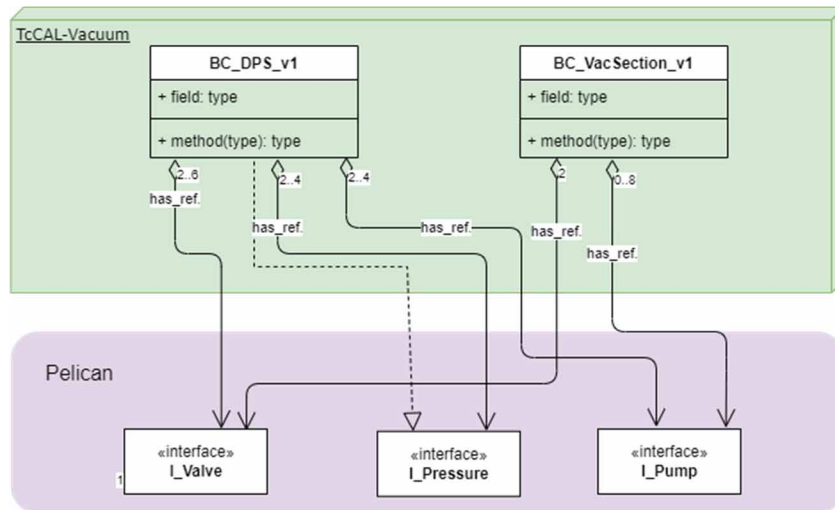 TcCAL-Vacuum
BC_DPS_v1
+ field: type
+ method(type): type
BC_VacSection_v1
+ field: type
+ method(type): type
2..6
2..4
2..4
2
0..8
has_ref.
has_ref.
has_ref.
has_ref.
has_ref.
Pelican
«interface»
I_Valve
1
«interface»
I_Pressure
«interface»
I_Pump